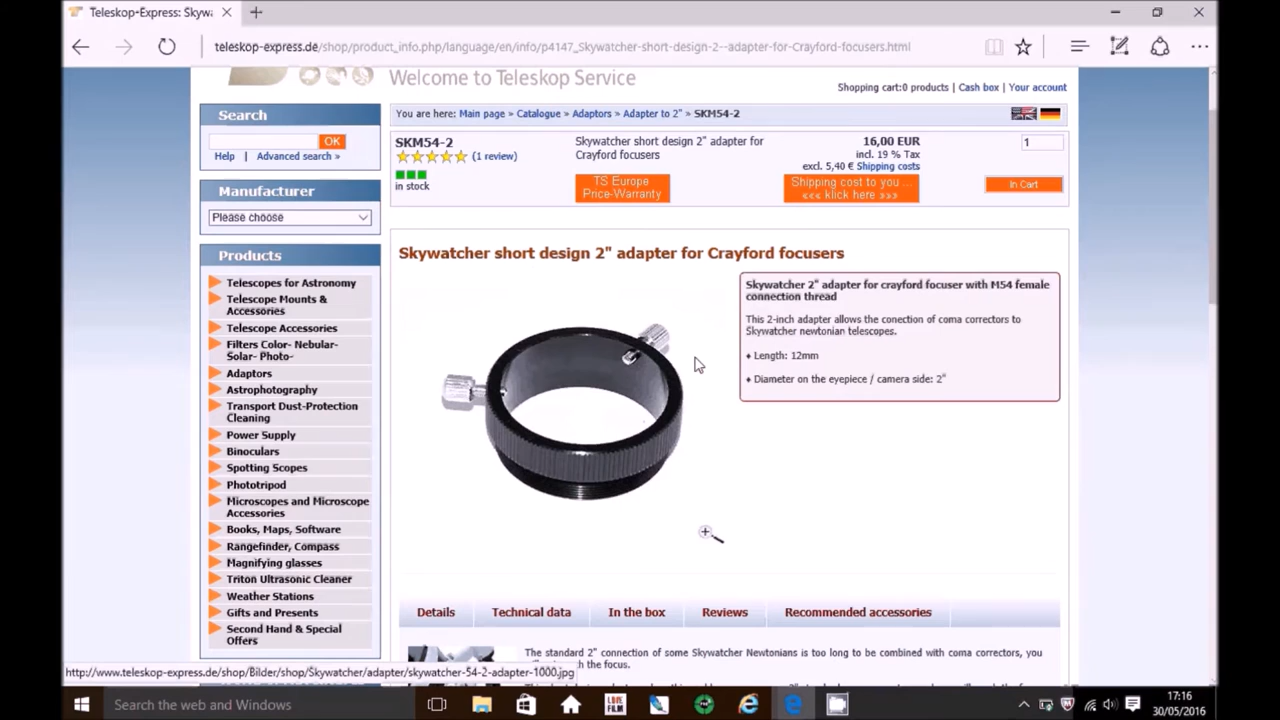 Teleskop-Express: Skywa
teleskop-express.de/shop/product_info.php/language/en/info/p4147_Skywatcher-short-design-2--adapter-for-Crayford-focusers.html
Welcome to Teleskop Service
Shopping cart:0 products | Cash box | Your account
Search
OK
Help | Advanced search »
Manufacturer
Please choose
Products
Telescopes for Astronomy
Telescope Mounts &
Accessories
Telescope Accessories
Filters Color- Nebular-
Solar- Photo-
Adaptors
Astrophotography
Transport Dust-Protection
Cleaning
Power Supply
Binoculars
Spotting Scopes
Phototripod
Microscopes and Microscope
Accessories
Books, Maps, Software
Rangefinder, Compass
Magnifying glasses
Triton Ultrasonic Cleaner
Weather Stations
Gifts and Presents
Second Hand & Special
Offers
You are here: Main page » Catalogue » Adaptors » Adapter to 2" » SKM54-2
SKM54-2
(1 review)
in stock
Skywatcher short design 2" adapter for
Crayford focusers
TS Europe
Price-Warranty
16,00 EUR
incl. 19 % Tax
excl. 5,40 € Shipping costs
Shipping cost to you ...
<<< klick here >>>
1
In Cart
Skywatcher short design 2" adapter for Crayford focusers
Skywatcher 2" adapter for crayford focuser with M54 female
connection thread
This 2-inch adapter allows the conection of coma correctors to
Skywatcher newtonian telescopes.
♦ Length: 12mm
♦ Diameter on the eyepiece / camera side: 2"
Details
Technical data
In the box
Reviews
Recommended accessories
The standard 2" connection of some Skywatcher Newtonians is too long to be combined with coma correctors, you
the focus.
http://www.teleskop-express.de/shop/Bilder/shop/Skywatcher/adapter/skywatcher-54-2-adapter-1000.jpg
Search the web and Windows
LOVE
FILM
17:16
30/05/2016